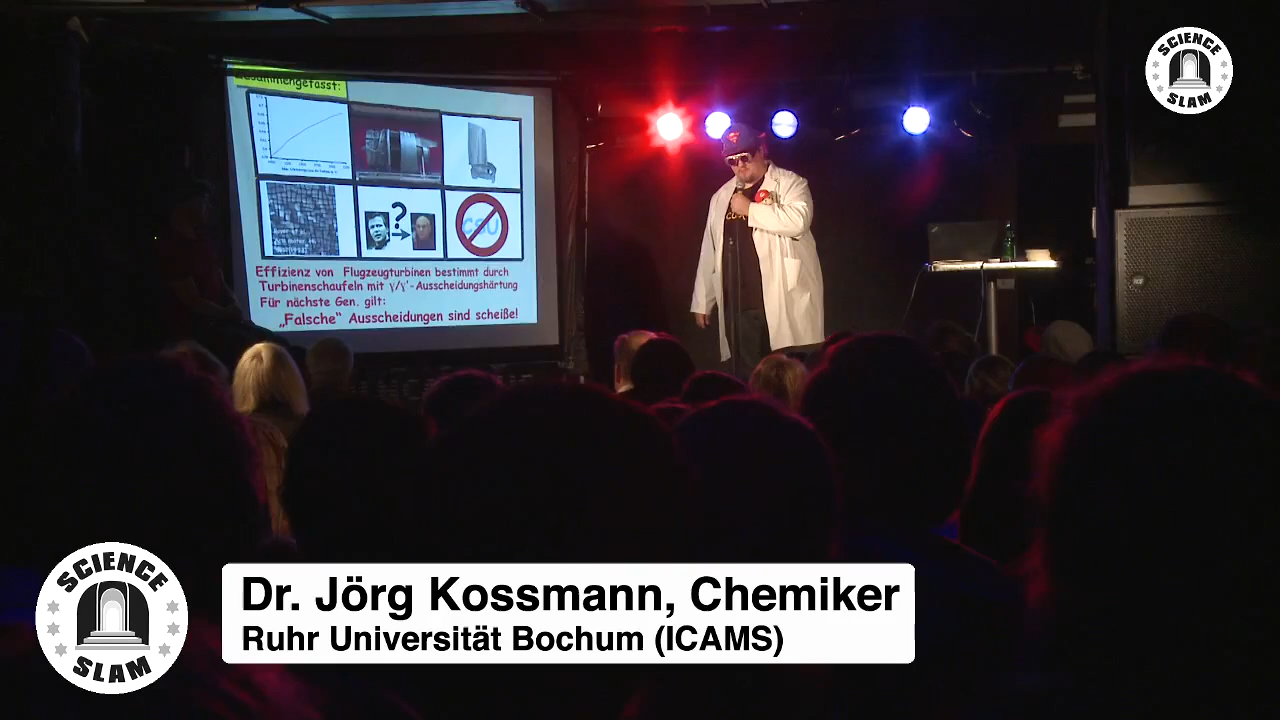 SCIENCE
SLAM
Zusammengefasst:
?
CSU
Effizienz von Flugzeugturbinen bestimmt durch
Turbinenschaufeln mit γ/γ'-Ausscheidungshärtung
Für nächste Gen. gilt:
„Falsche“ Ausscheidungen sind scheiße!
SCIENCE
SLAM
Dr. Jörg Kossmann, Chemiker
Ruhr Universität Bochum (ICAMS)